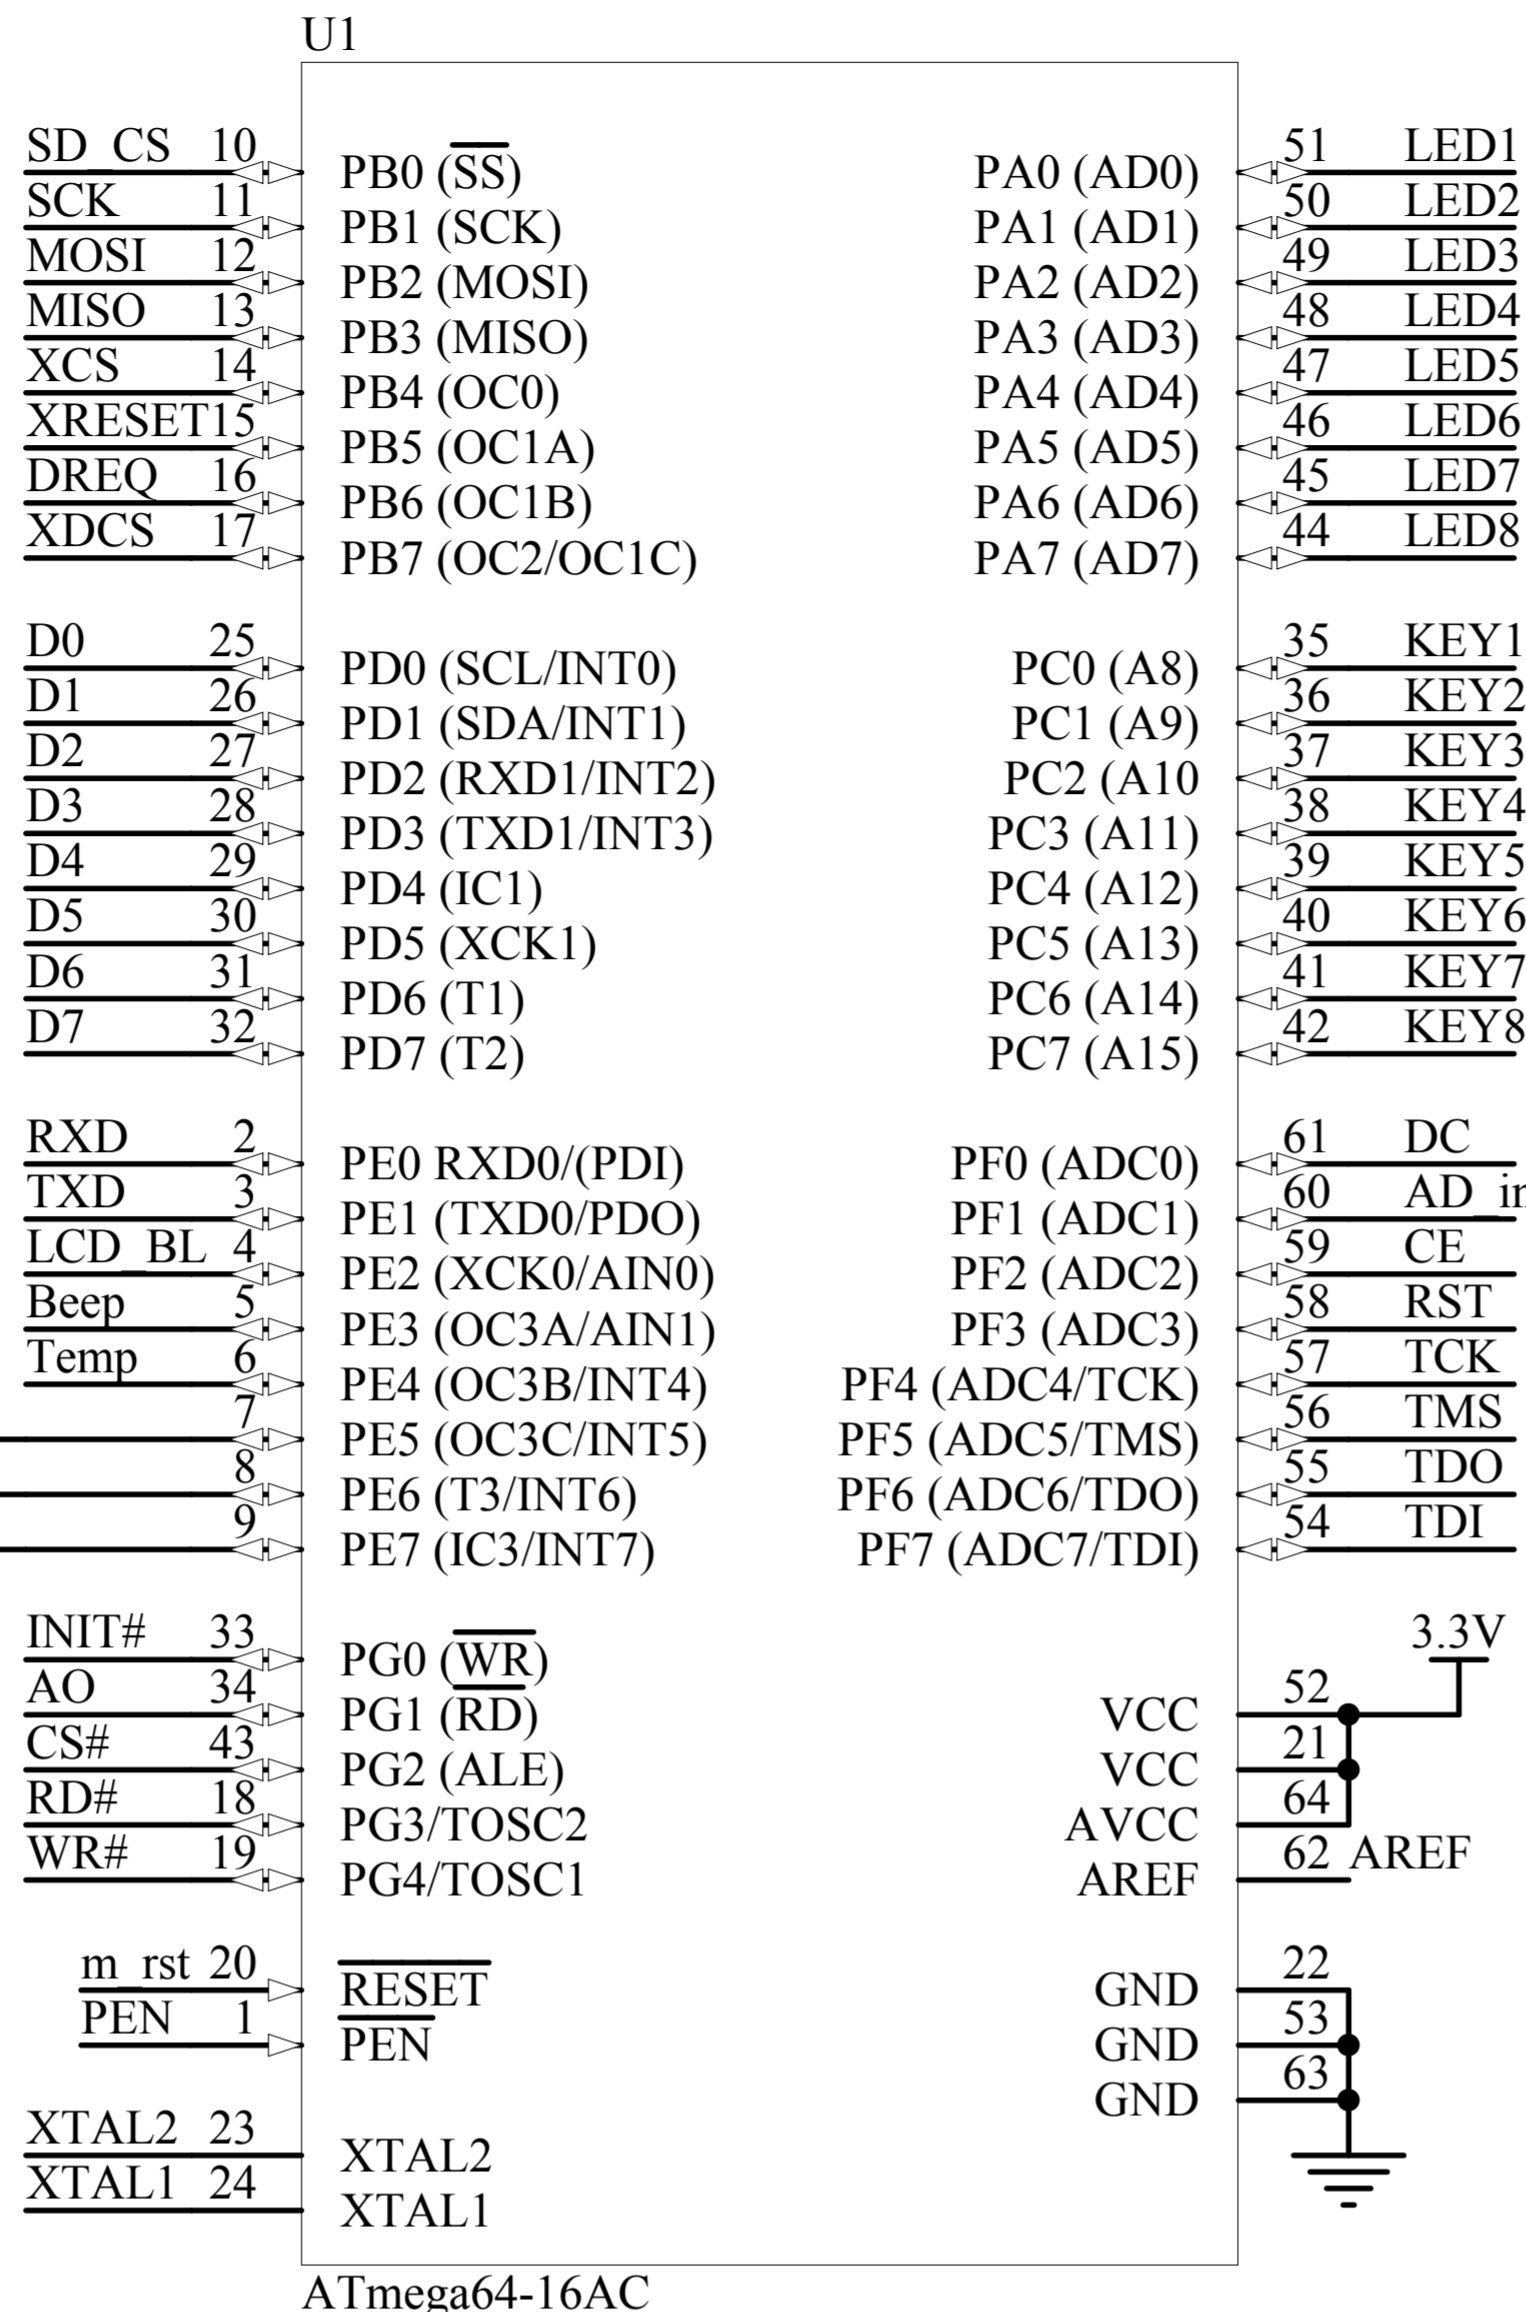 U1
SD_CS 10 PB0 (SS) PA0 (AD0) 51 LED1
SCK 11 PB1 (SCK) PA1 (AD1) 50 LED2
MOSI 12 PB2 (MOSI) PA2 (AD2) 49 LED3
MISO 13 PB3 (MISO) PA3 (AD3) 48 LED4
XCS 14 PB4 (OC0) PA4 (AD4) 47 LED5
XRESET 15 PB5 (OC1A) PA5 (AD5) 46 LED6
DREQ 16 PB6 (OC1B) PA6 (AD6) 45 LED7
XDCS 17 PB7 (OC2/OC1C) PA7 (AD7) 44 LED8
D0 25 PD0 (SCL/INT0) PC0 (A8) 35 KEY1
D1 26 PD1 (SDA/INT1) PC1 (A9) 36 KEY2
D2 27 PD2 (RXD1/INT2) PC2 (A10 37 KEY3
D3 28 PD3 (TXD1/INT3) PC3 (A11) 38 KEY4
D4 29 PD4 (IC1) PC4 (A12) 39 KEY5
D5 30 PD5 (XCK1) PC5 (A13) 40 KEY6
D6 31 PD6 (T1) PC6 (A14) 41 KEY7
D7 32 PD7 (T2) PC7 (A15) 42 KEY8
RXD 2 PE0 RXD0/(PDI) PF0 (ADC0) 61 DC
TXD 3 PE1 (TXD0/PDO) PF1 (ADC1) 60 AD_in
LCD_BL 4 PE2 (XCK0/AIN0) PF2 (ADC2) 59 CE
Beep 5 PE3 (OC3A/AIN1) PF3 (ADC3) 58 RST
Temp 6 PE4 (OC3B/INT4) PF4 (ADC4/TCK) 57 TCK
7 PE5 (OC3C/INT5) PF5 (ADC5/TMS) 56 TMS
8 PE6 (T3/INT6) PF6 (ADC6/TDO) 55 TDO
9 PE7 (IC3/INT7) PF7 (ADC7/TDI) 54 TDI
INIT# 33 PG0 (WR) 3.3V
AO 34 PG1 (RD) VCC 52
CS# 43 PG2 (ALE) VCC 21
RD# 18 PG3/TOSC2 AVCC 64
WR# 19 PG4/TOSC1 AREF 62 AREF
m_rst 20 RESET GND 22
PEN 1 PEN GND 53
GND 63
XTAL2 23 XTAL2
XTAL1 24 XTAL1
ATmega64-16AC